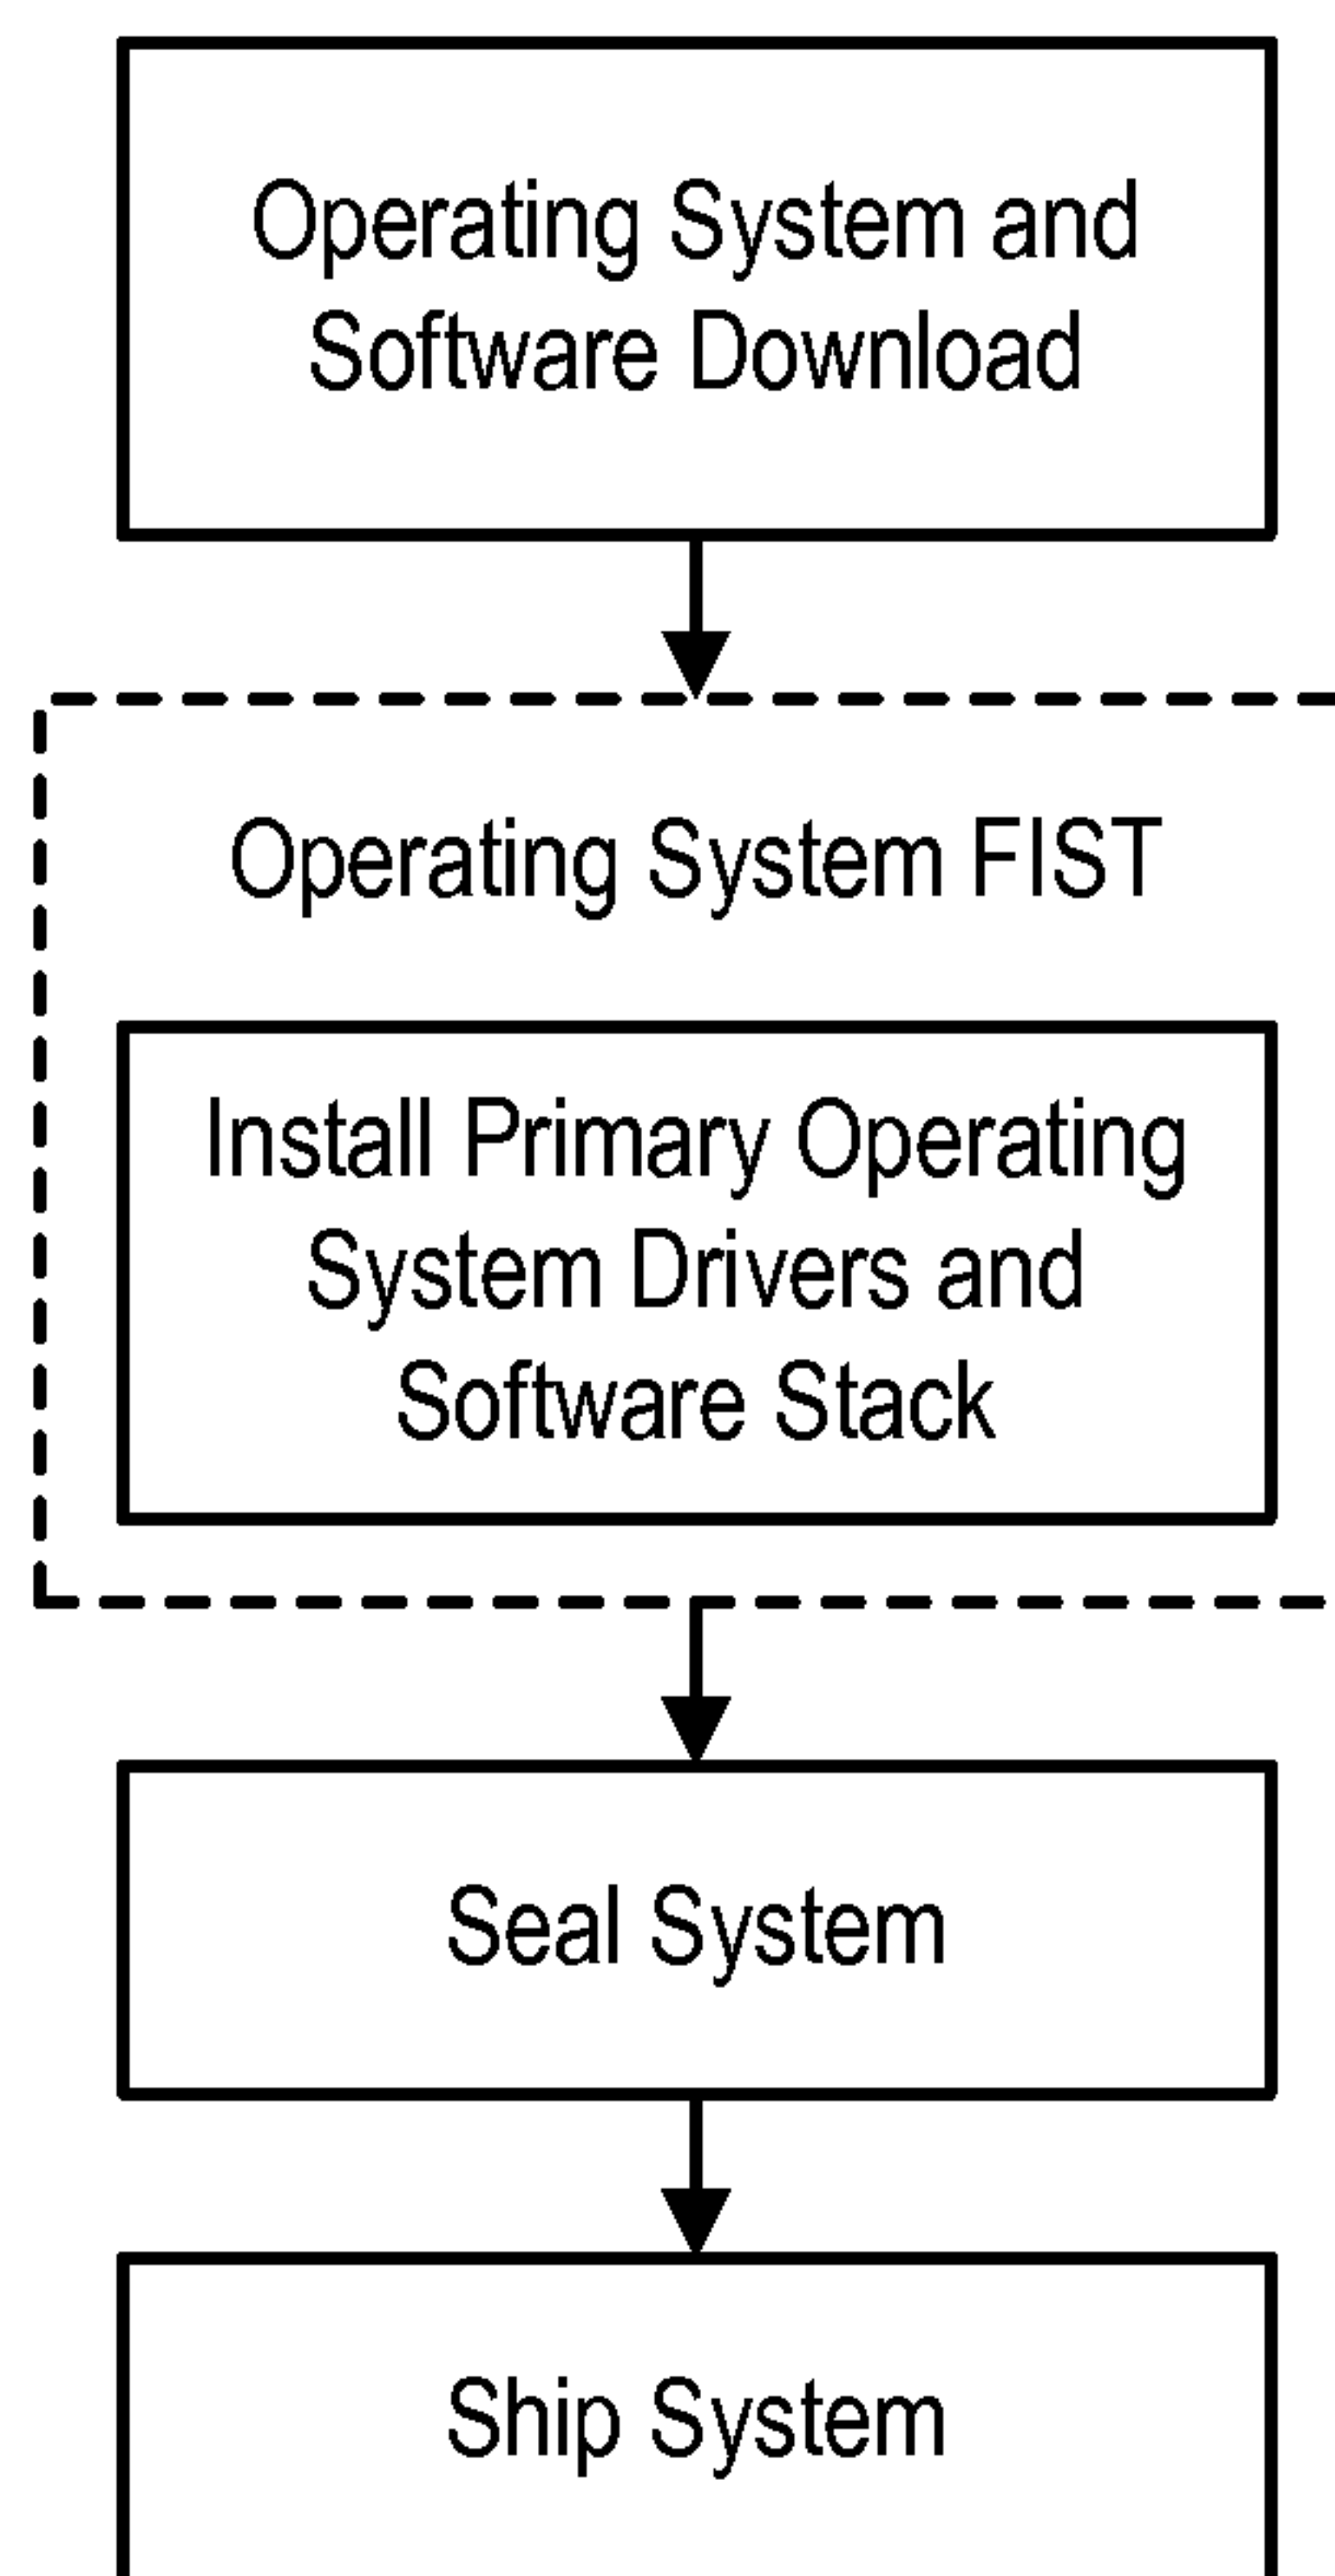 Operating System and
Software Download
Operating System FIST
Install Primary Operating
System Drivers and
Software Stack
Seal System
Ship System